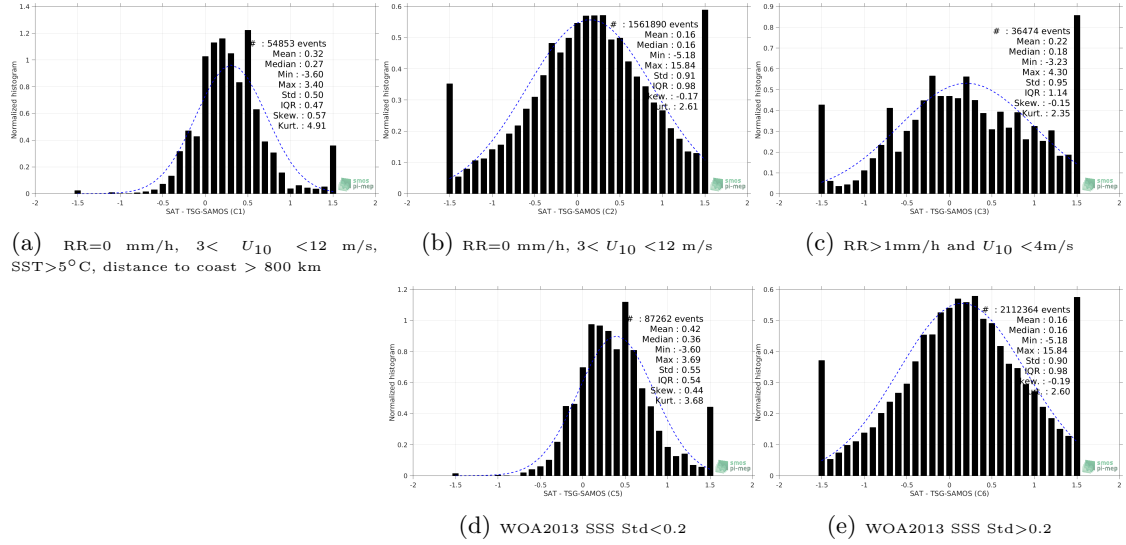 Normalized histogram
1.4
1.2
1
0.8
0.6
0.4
0.2
0
-2 -1.5 -1 -0.5 0 0.5 1 1.5 2
SAT - TSG-SAMOS (C1)
# : 54853 events
Mean : 0.32
Median : 0.27
Min : -3.60
Max : 3.40
Std : 0.50
IQR : 0.47
Skew. : 0.57
Kurt. : 4.91
smos
pi-mep
(a) RR=0 mm/h, 3< U10 <12 m/s,
SST>5°C, distance to coast > 800 km
Normalized histogram
0.6
0.5
0.4
0.3
0.2
0.1
0
-2 -1.5 -1 -0.5 0 0.5 1 1.5 2
SAT - TSG-SAMOS (C2)
# : 1561890 events
Mean : 0.16
Median : 0.16
Min : -5.18
Max : 15.84
Std : 0.91
IQR : 0.98
Skew. : -0.17
Kurt. : 2.61
smos
pi-mep
(b) RR=0 mm/h, 3< U10 <12 m/s
Normalized histogram
0.9
0.6
0.3
0
-2 -1.5 -1 -0.5 0 0.5 1 1.5 2
SAT - TSG-SAMOS (C3)
# : 36474 events
Mean : 0.22
Median : 0.18
Min : -3.23
Max : 4.30
Std : 0.95
IQR : 1.14
Skew. : -0.15
Kurt. : 2.35
smos
pi-mep
(c) RR>1mm/h and U10 <4m/s
Normalized histogram
1.2
1
0.8
0.6
0.4
0.2
0
-2 -1.5 -1 -0.5 0 0.5 1 1.5 2
SAT - TSG-SAMOS (C5)
# : 87262 events
Mean : 0.42
Median : 0.36
Min : -3.60
Max : 3.69
Std : 0.55
IQR : 0.54
Skew. : 0.44
Kurt. : 3.68
smos
pi-mep
(d) WOA2013 SSS Std<0.2
Normalized histogram
0.6
0.5
0.4
0.3
0.2
0.1
0
-2 -1.5 -1 -0.5 0 0.5 1 1.5 2
SAT - TSG-SAMOS (C6)
# : 2112364 events
Mean : 0.16
Median : 0.16
Min : -5.18
Max : 15.84
Std : 0.90
IQR : 0.98
Skew. : -0.19
Kurt. : 2.60
smos
pi-mep
(e) WOA2013 SSS Std>0.2